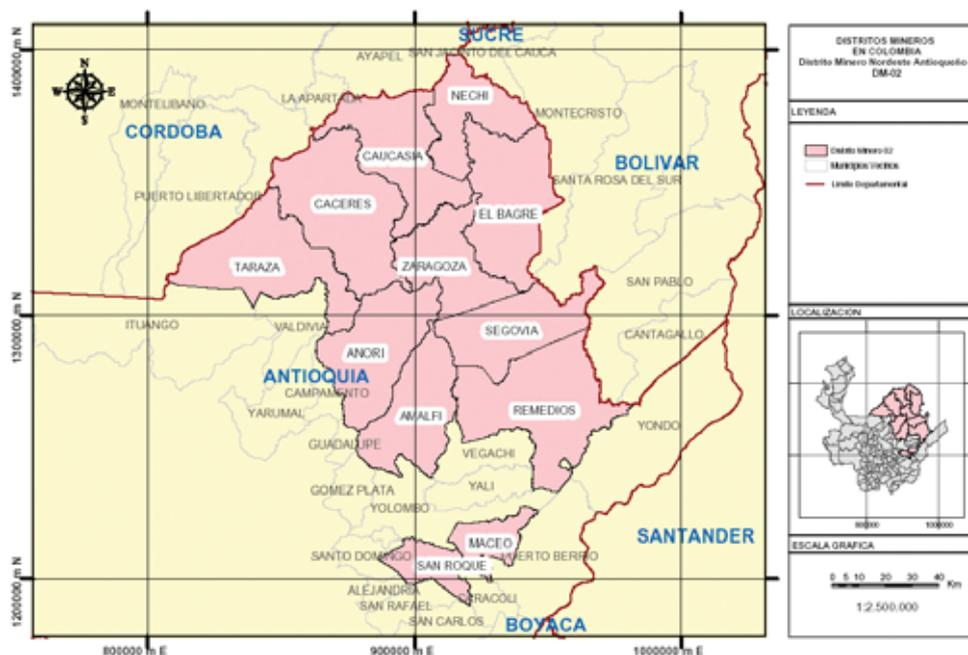 SUCRE
AYAPEL
SAN JACINTO DEL CAUCA
N
W E
S
LA APARTADA
NECHI
MONTELIBANO
MONTECRISTO
CORDOBA
CAUCASIA
BOLIVAR
SANTA ROSA DEL SUR
PUERTO LIBERTADOR
CACERES
EL BAGRE
TARAZA
ZARAGOZA
SAN PABLO
ITUANGO
VALDIVIA
SEGOVIA
CANTAGALLO
ANORI
ANTIOQUIA
CAMPAMENTO
YARUMAL
AMALFI
REMEDIOS
YONDO
GUADALUPE
VEGACHI
GOMEZ PLATA
YALI
YOLOMBO
SANTANDER
MACEO
SANTO DOMINGO
PUERTO BERRIO
SAN ROQUE
ALEJANDRIA
CARACOLI
SAN RAFAEL
SAN CARLOS
BOYACA
1400000 m N
1300000 m N
1200000 m N
800000 m E
900000 m E
1000000 m E
DISTRITOS MINEROS
EN COLOMBIA
Distrito Minero Nordeste Antioqueño
DM-02
LEYENDA
Distrito Minero 02
Municipios Vecinos
Limite Departamental
LOCALIZACION
ESCALA GRAFICA
0 5 10 20 30 40 Km
1:2.500.000